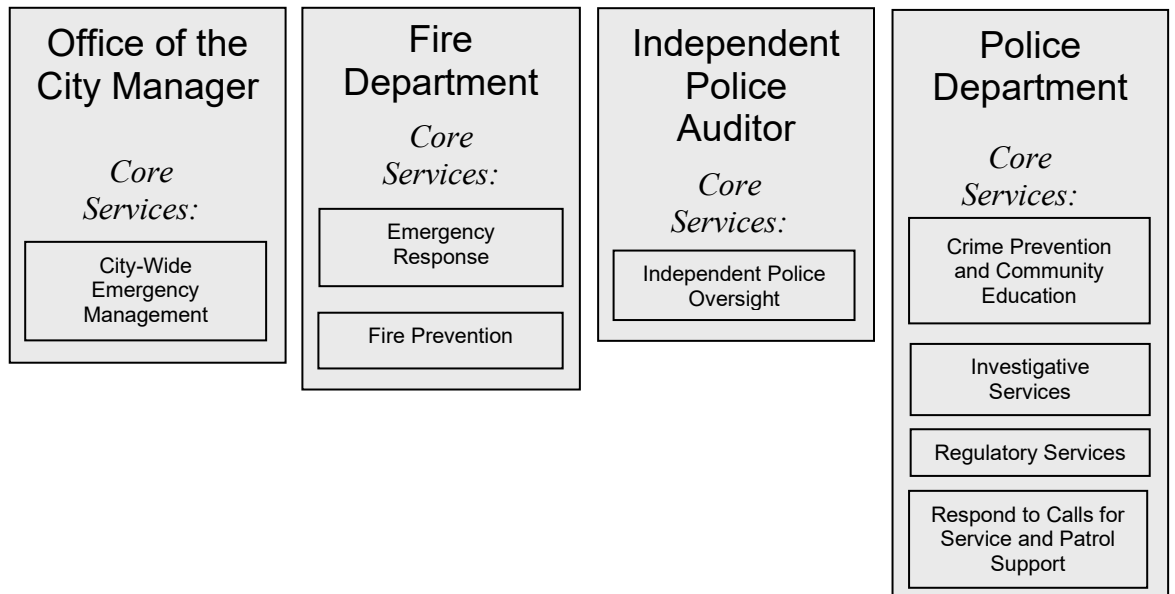 Office of the
City Manager
Core
Services:
City-Wide
Emergency
Management
Fire
Department
Core
Services:
Emergency
Response
Fire Prevention
Independent
Police
Auditor
Core
Services:
Independent Police
Oversight
Police
Department
Core
Services:
Crime Prevention
and Community
Education
Investigative
Services
Regulatory Services
Respond to Calls for
Service and Patrol
Support